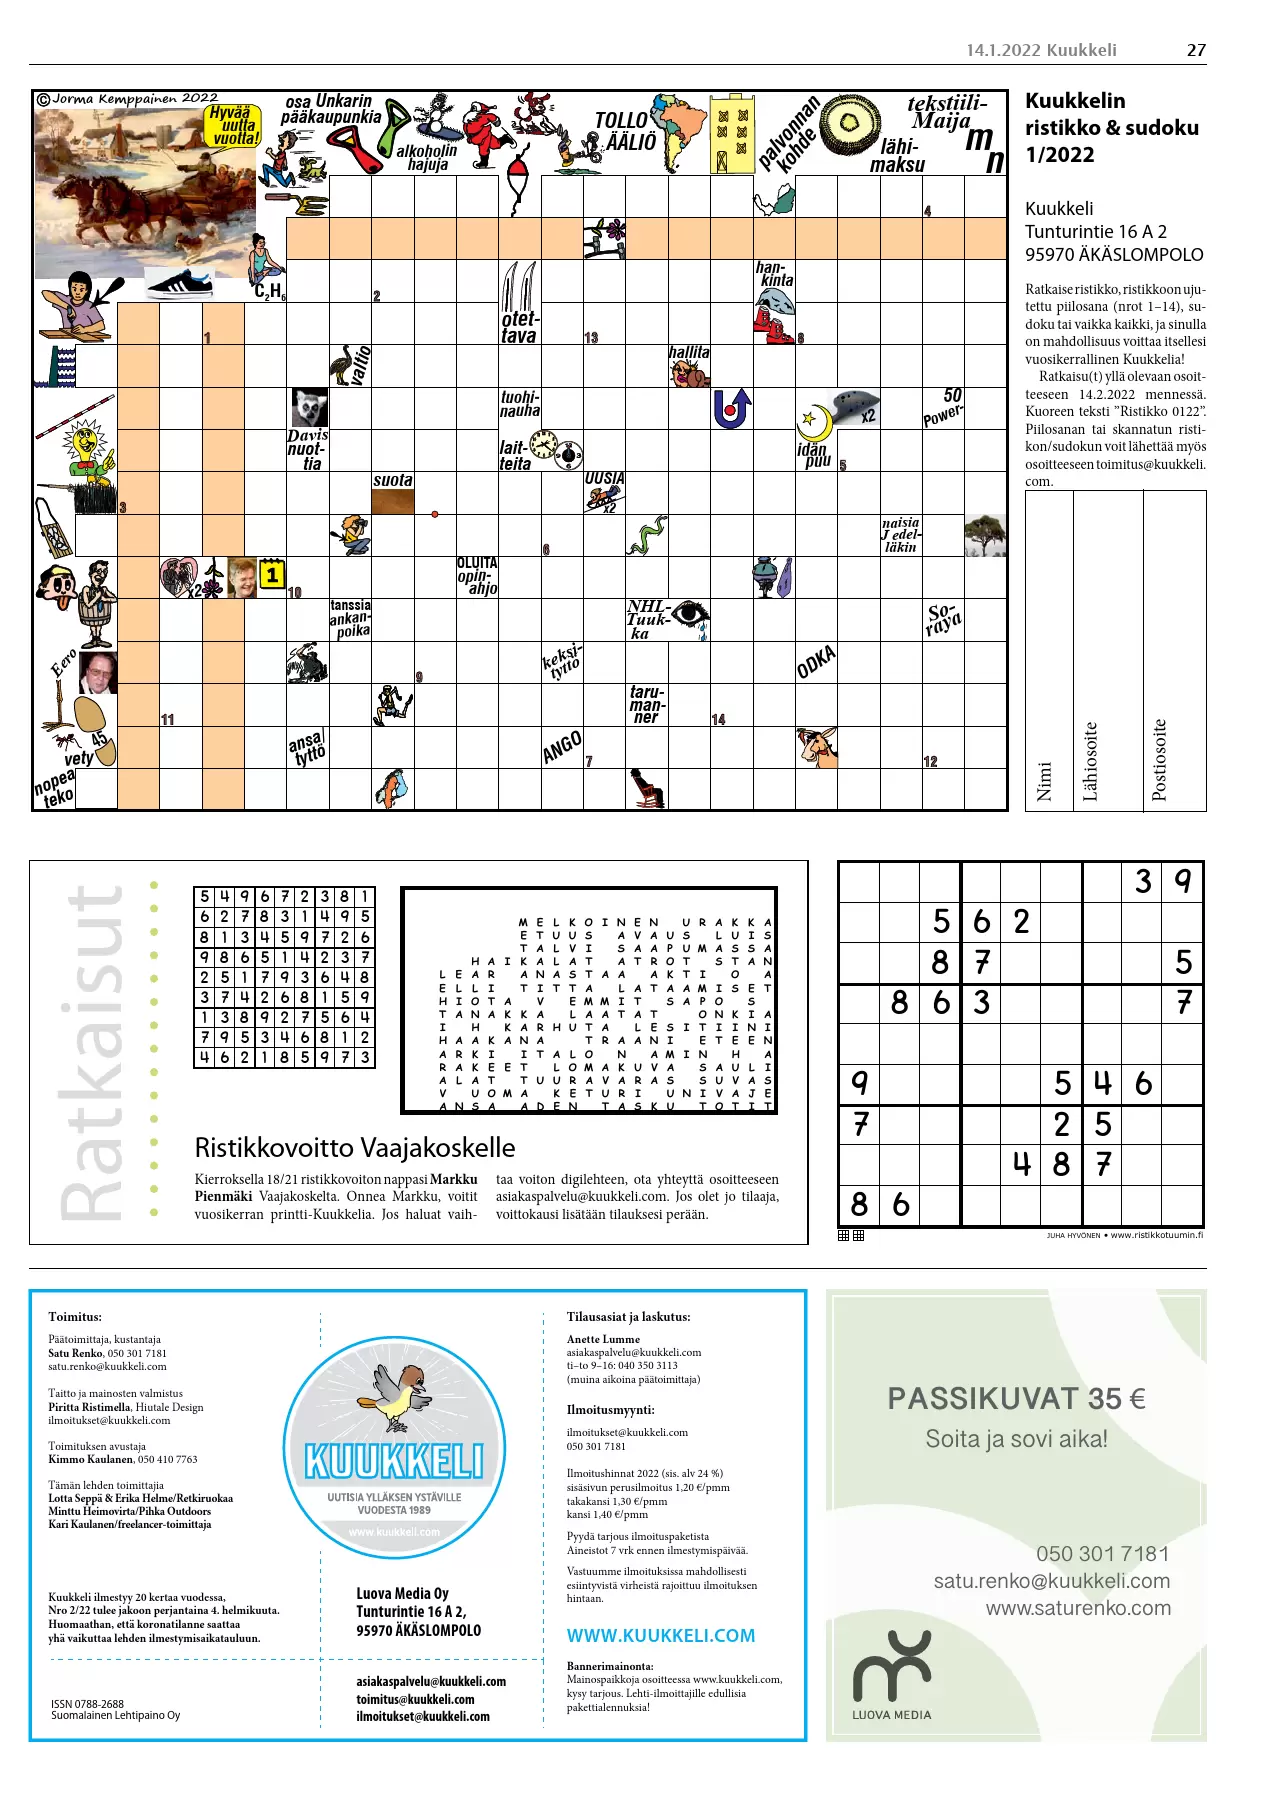 14.1.2022 Kuukkeli 27
© Jorma Kemppainen 2022
Hyvää
uutta
vuotta!
osa Unkarin
pääkaupunkia
alkoholin
hajuja
TOLLO
ÄÄLIÖ
palvonnan
kohde
lähi-
maksu
tekstiili-
Maija
m
n
4
C₂H₆
2
otet-
tava
13
han-
kinta
8
1
valtio
hallita
tuohi-
nauha
x2
50
Power-
Davis
nuot-
tia
lait-
teita
idän
puu
5
suota
UUSIA
x2
3
6
naisia
J edel-
läkin
x2
1
10
OLUITA
opin-
ahjo
tanssia
ankan-
poika
NHL-
Tuuk-
ka
So-
raya
Eero
9
keksi-
tyttö
ODKA
11
taru-
man-
ner
14
45
vety
ansa/
tyttö
ANGO
7
12
nopea
teko
Kuukkelin
ristikko & sudoku
1/2022
Kuukkeli
Tunturintie 16 A 2
95970 ÄKÄSLOMPOLO
Ratkaise ristikko, ristikkoon uju-
tettu piilosana (nrot 1–14), su-
doku tai vaikka kaikki, ja sinulla
on mahdollisuus voittaa itsellesi
vuosikerrallinen Kuukkelia!
Ratkaisu(t) yllä olevaan osoit-
teeseen 14.2.2022 mennessä.
Kuoreen teksti ”Ristikko 0122”.
Piilosanan tai skannatun risti-
kon/sudokun voit lähettää myös
osoitteeseen toimitus@kuukkeli.
com.
Nimi
Lähiosoite
Postiosoite
Ratkaisut
5 4 9 6 7 2 3 8 1
6 2 7 8 3 1 4 9 5
8 1 3 4 5 9 7 2 6
9 8 6 5 1 4 2 3 7
2 5 1 7 9 3 6 4 8
3 7 4 2 6 8 1 5 9
1 3 8 9 2 7 5 6 4
7 9 5 3 4 6 8 1 2
4 6 2 1 8 5 9 7 3
MELKOINEN URAKKA
ETUUS AVAUS LUIS
TALVI SAAPUMASSA
HAIKALAT ATROT STAN
LEAR ANASTAA AKTI O A
ELLI TITTA LATAAMISET
HIOTA V EMMIT SAPO S T
TANAKKA LAATAT ONKIA
I H KARHUTA LESITIINI
HAAKANA TRAANI ETEEN
ARKI ITALO N AMIN H A
RAKEET LOMAKUVA SAULI
ALAT TUURAVARAS SUVAS
V UOMA KETURI UNIVAJE
ANSA ADEN TASKU TOTIT
Ristikkovoitto Vaajakoskelle
Kierroksella 18/21 ristikkovoiton nappasi Markku
Pienmäki Vaajakoskelta. Onnea Markku, voitit
vuosikerran printti-Kuukkelia. Jos haluat vaih-
taa voiton digilehteen, ota yhteyttä osoitteeseen
asiakaspalvelu@kuukkeli.com. Jos olet jo tilaaja,
voittokausi lisätään tilauksesi perään.
3 9
5 6 2
8 7 5
8 6 3 7
9 5 4 6
7 2 5
4 8 7
8 6
JUHA HYVÖNEN • www.ristikkotuumin.fi
Toimitus:
Päätoimittaja, kustantaja
Satu Renko, 050 301 7181
satu.renko@kuukkeli.com
Taitto ja mainosten valmistus
Piritta Ristimella, Hiutale Design
ilmoitukset@kuukkeli.com
Toimituksen avustaja
Kimmo Kaulanen, 050 410 7763
Tämän lehden toimittajia
Lotta Seppä & Erika Helme/Retkiruokaa
Minttu Heimovirta/Pihka Outdoors
Kari Kaulanen/freelancer-toimittaja
Kuukkeli ilmestyy 20 kertaa vuodessa,
Nro 2/22 tulee jakoon perjantaina 4. helmikuuta.
Huomaathan, että koronatilanne saattaa
yhä vaikuttaa lehden ilmestymisaikatauluun.
ISSN 0788-2688
Suomalainen Lehtipaino Oy
KUUKKELI
UUTISIA YLLÄKSEN YSTÄVILLE
VUODESTA 1989
www.kuukkeli.com
Luova Media Oy
Tunturintie 16 A 2,
95970 ÄKÄSLOMPOLO
asiakaspalvelu@kuukkeli.com
toimitus@kuukkeli.com
ilmoitukset@kuukkeli.com
Tilausasiat ja laskutus:
Anette Lumme
asiakaspalvelu@kuukkeli.com
ti–to 9–16: 040 350 3113
(muina aikoina päätoimittaja)
Ilmoitusmyynti:
ilmoitukset@kuukkeli.com
050 301 7181
Ilmoitushinnat 2022 (sis. alv 24 %)
sisäsivun perusilmoitus 1,20 €/pmm
takakansi 1,30 €/pmm
kansi 1,40 €/pmm
Pyydä tarjous ilmoituspaketista
Aineistot 7 vrk ennen ilmestymispäivää.
Vastuumme ilmoituksissa mahdollisesti
esiintyvistä virheistä rajoittuu ilmoituksen
hintaan.
WWW.KUUKKELI.COM
Bannerimainonta:
Mainospaikkoja osoitteessa www.kuukkeli.com,
kysy tarjous. Lehti-ilmoittajille edullisia
pakettialennuksia!
PASSIKUVAT 35 €
Soita ja sovi aika!
050 301 7181
satu.renko@kuukkeli.com
www.saturenko.com
LUOVA MEDIA